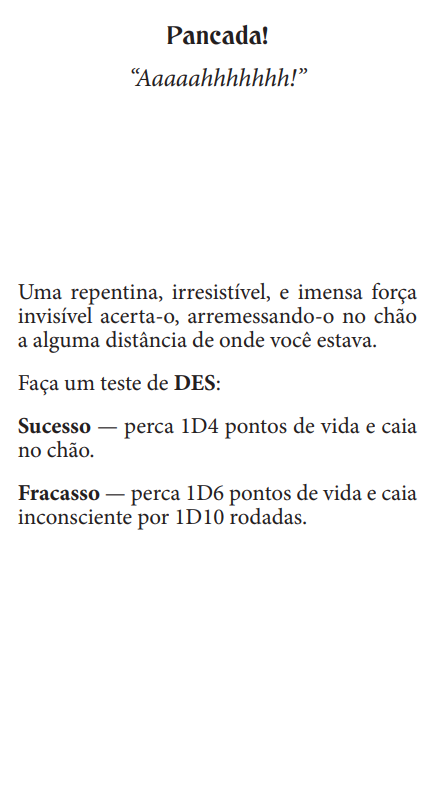 Pancada!
“Aaaaahhhhhhh!”
Uma repentina, irresistível, e imensa força
invisível acerta-o, arremessando-o no chão
a alguma distância de onde você estava.
Faça um teste de DES:
Sucesso — perca 1D4 pontos de vida e caia
no chão.
Fracasso — perca 1D6 pontos de vida e caia
inconsciente por 1D10 rodadas.